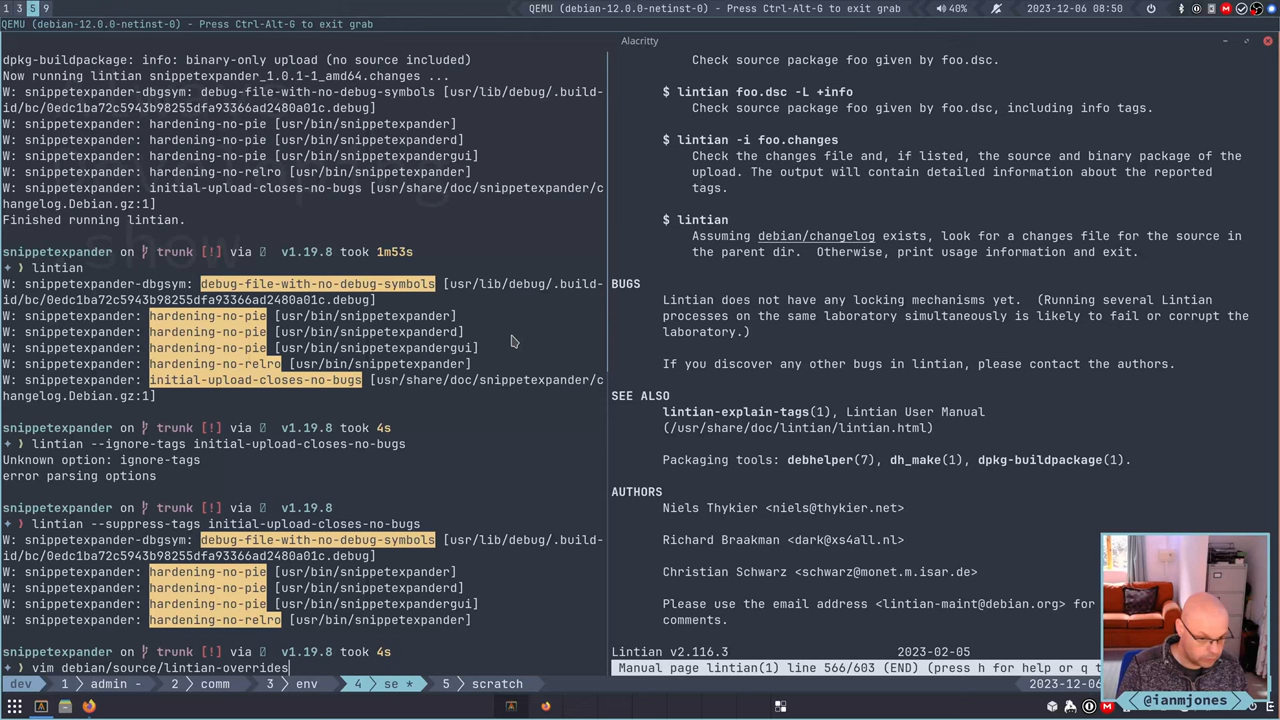 1 3 5 9
QEMU (debian-12.0.0-netinst-0) - Press Ctrl-Alt-G to exit grab
40%
2023-12-06 08:50
QEMU (debian-12.0.0-netinst-0) - Press Ctrl-Alt-G to exit grab
Alacritty
dpkg-buildpackage: info: binary-only upload (no source included)
Now running lintian snippetexpander_1.0.1-1_amd64.changes ...
W: snippetexpander-dbgsym: debug-file-with-no-debug-symbols [usr/lib/debug/.build-
id/bc/0edc1ba72c5943b98255dfa93366ad2480a01c.debug]
W: snippetexpander: hardening-no-pie [usr/bin/snippetexpander]
W: snippetexpander: hardening-no-pie [usr/bin/snippetexpanderd]
W: snippetexpander: hardening-no-pie [usr/bin/snippetexpandergui]
W: snippetexpander: hardening-no-relro [usr/bin/snippetexpander]
W: snippetexpander: initial-upload-closes-no-bugs [usr/share/doc/snippetexpander/c
hangelog.Debian.gz:1]
Finished running lintian.
snippetexpander on trunk [!] via v1.19.8 took 1m53s
❯ lintian
W: snippetexpander-dbgsym: debug-file-with-no-debug-symbols [usr/lib/debug/.build-
id/bc/0edc1ba72c5943b98255dfa93366ad2480a01c.debug]
W: snippetexpander: hardening-no-pie [usr/bin/snippetexpander]
W: snippetexpander: hardening-no-pie [usr/bin/snippetexpanderd]
W: snippetexpander: hardening-no-pie [usr/bin/snippetexpandergui]
W: snippetexpander: hardening-no-relro [usr/bin/snippetexpander]
W: snippetexpander: initial-upload-closes-no-bugs [usr/share/doc/snippetexpander/c
hangelog.Debian.gz:1]
snippetexpander on trunk [!] via v1.19.8 took 4s
❯ lintian --ignore-tags initial-upload-closes-no-bugs
Unknown option: ignore-tags
error parsing options
snippetexpander on trunk [!] via v1.19.8
❯ lintian --suppress-tags initial-upload-closes-no-bugs
W: snippetexpander-dbgsym: debug-file-with-no-debug-symbols [usr/lib/debug/.build-
id/bc/0edc1ba72c5943b98255dfa93366ad2480a01c.debug]
W: snippetexpander: hardening-no-pie [usr/bin/snippetexpander]
W: snippetexpander: hardening-no-pie [usr/bin/snippetexpanderd]
W: snippetexpander: hardening-no-pie [usr/bin/snippetexpandergui]
W: snippetexpander: hardening-no-relro [usr/bin/snippetexpander]
snippetexpander on trunk [!] via v1.19.8 took 4s
❯ vim debian/source/lintian-overrides
Check source package foo given by foo.dsc.
$ lintian foo.dsc -L +info
Check source package foo given by foo.dsc, including info tags.
$ lintian -i foo.changes
Check the changes file and, if listed, the source and binary package of the
upload. The output will contain detailed information about the reported
tags.
$ lintian
Assuming debian/changelog exists, look for a changes file for the source in
the parent dir. Otherwise, print usage information and exit.
BUGS
Lintian does not have any locking mechanisms yet. (Running several Lintian
processes on the same laboratory simultaneously is likely to fail or corrupt the
laboratory.)
If you discover any other bugs in lintian, please contact the authors.
SEE ALSO
lintian-explain-tags(1), Lintian User Manual
(/usr/share/doc/lintian/lintian.html)
Packaging tools: debhelper(7), dh_make(1), dpkg-buildpackage(1).
AUTHORS
Niels Thykier <niels@thykier.net>
Richard Braakman <dark@xs4all.nl>
Christian Schwarz <schwarz@monet.m.isar.de>
Please use the email address <lintian-maint@debian.org> for
comments.
Lintian v2.116.3 2023-02-05
Manual page lintian(1) line 566/603 (END) (press h for help or q t
dev 1 admin - 2 comm 3 env 4 se * 5 scratch
2023-12-06
@ianmjones